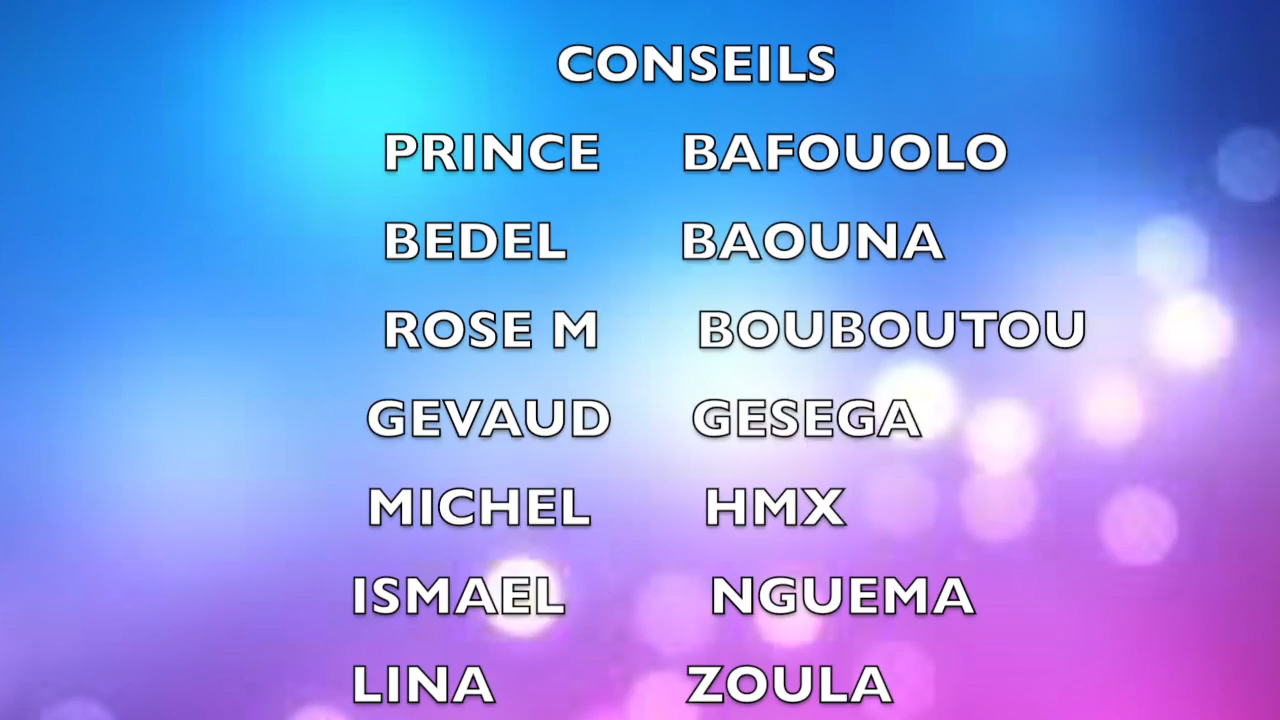 CONSEILS
PRINCE BAFOUOLO
BEDEL BAOUNA
ROSE M BOUBOUTOU
GEVAUD GESEGA
MICHEL HMX
ISMAEL NGUEMA
LINA ZOULA